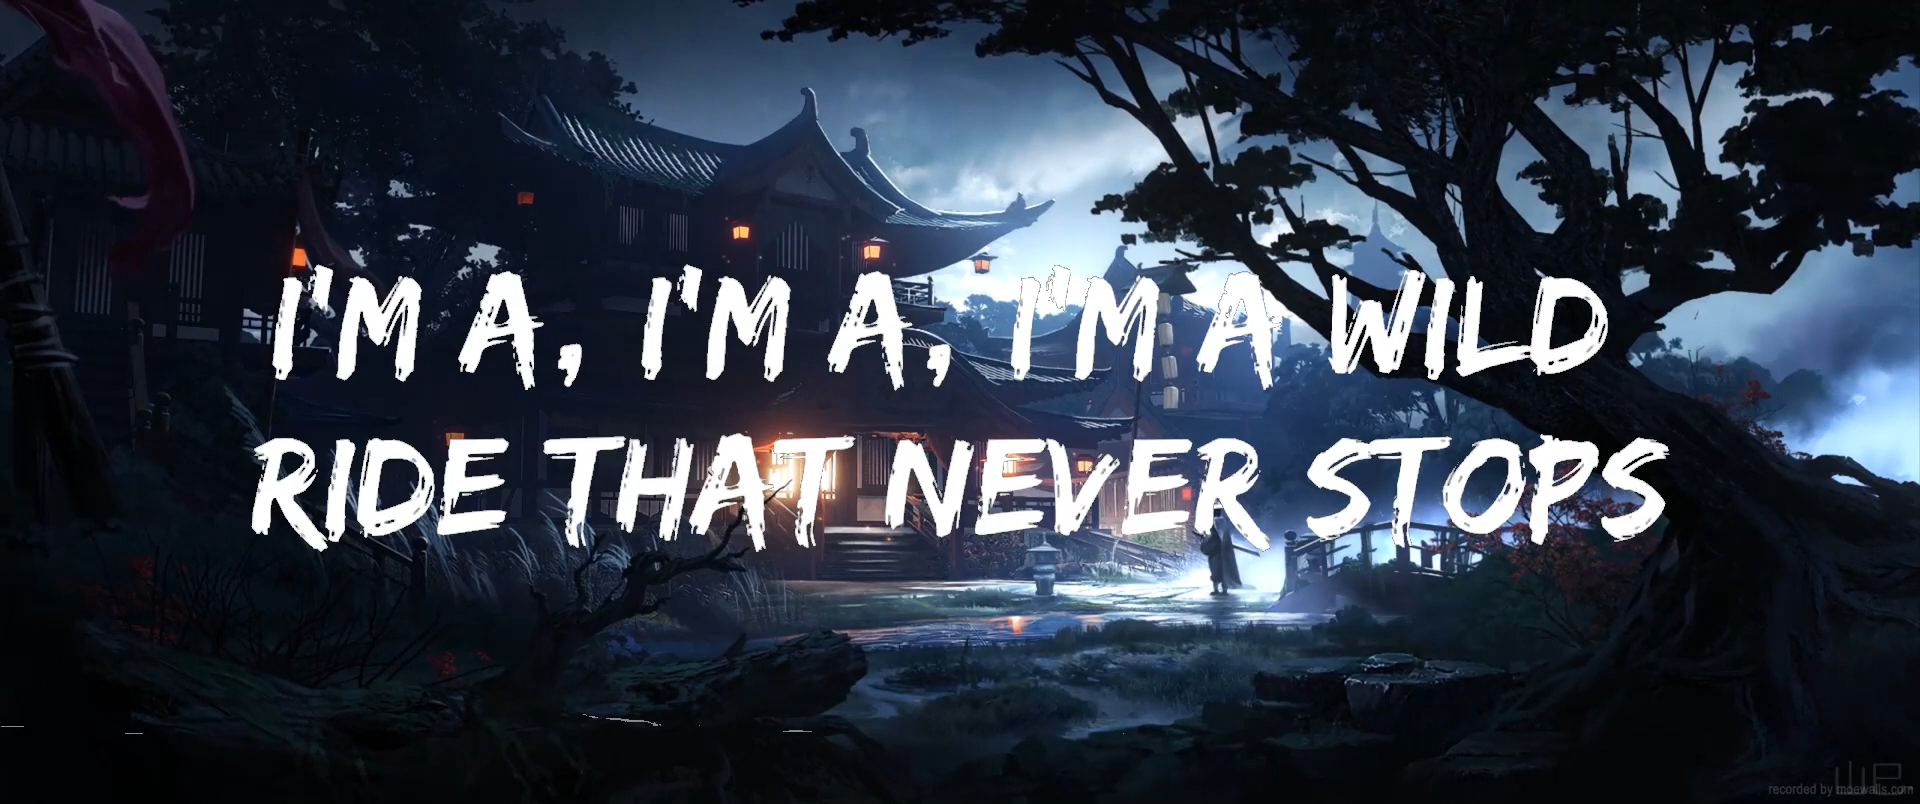 I'M A, I'M A, I'M A WILD
RIDE THAT NEVER STOPS
recorded by moewalls.com